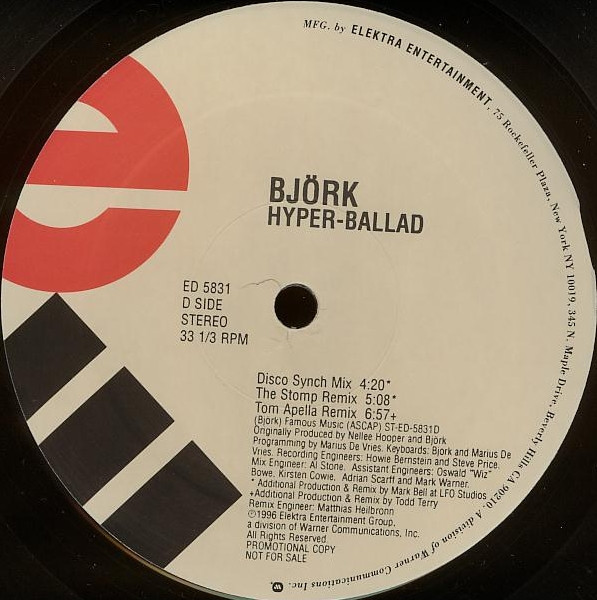 MFG. by ELEKTRA ENTERTAINMENT, 75 Rockefeller Plaza, New York NY 10019, 345 N. Maple Drive, Beverly Hills CA 90210. A division of Warner Communications Inc.
e
BJÖRK
HYPER-BALLAD
ED 5831
D SIDE
STEREO
33 1/3 RPM
Disco Synch Mix 4:20*
The Stomp Remix 5:08*
Tom Apella Remix 6:57+
(Björk) Famous Music (ASCAP) ST-ED-5831D
Originally Produced by Nellee Hooper and Björk
Programming by Marius De Vries. Keyboards: Bjork and Marius De
Vries. Recording Engineers: Howie Bernstein and Steve Price.
Mix Engineer: Al Stone. Assistant Engineers: Oswald "Wiz"
Bowe, Kirsten Cowie, Adrian Scarff and Mark Warner.
* Additional Production & Remix by Mark Bell at LFO Studios
+Additional Production & Remix by Todd Terry
Remix Engineer: Matthias Heilbronn
℗1996 Elektra Entertainment Group,
a division of Warner Communications, Inc.
All Rights Reserved.
PROMOTIONAL COPY
NOT FOR SALE